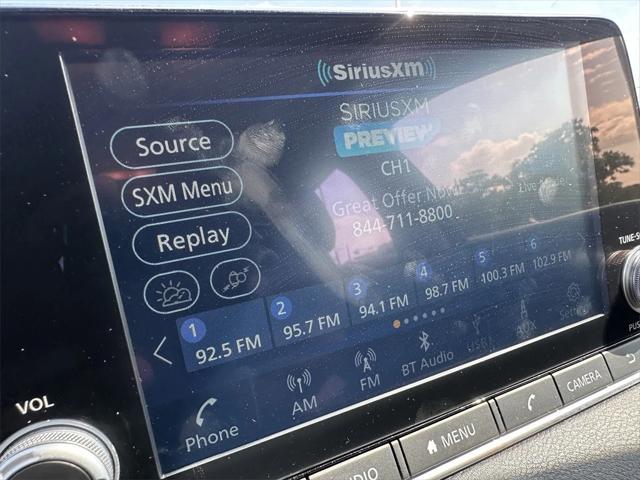 SiriusXm
SIRIUSXM
PREVIEW
CH1
Great Offer Now!
844-711-8800
Source
SXM Menu
Replay
1
92.5 FM
2
95.7 FM
3
94.1 FM
4
98.7 FM
5
100.3 FM
6
102.9 FM
Phone
AM
FM
BT Audio
USB
AUX
VOL
MENU
CAMERA